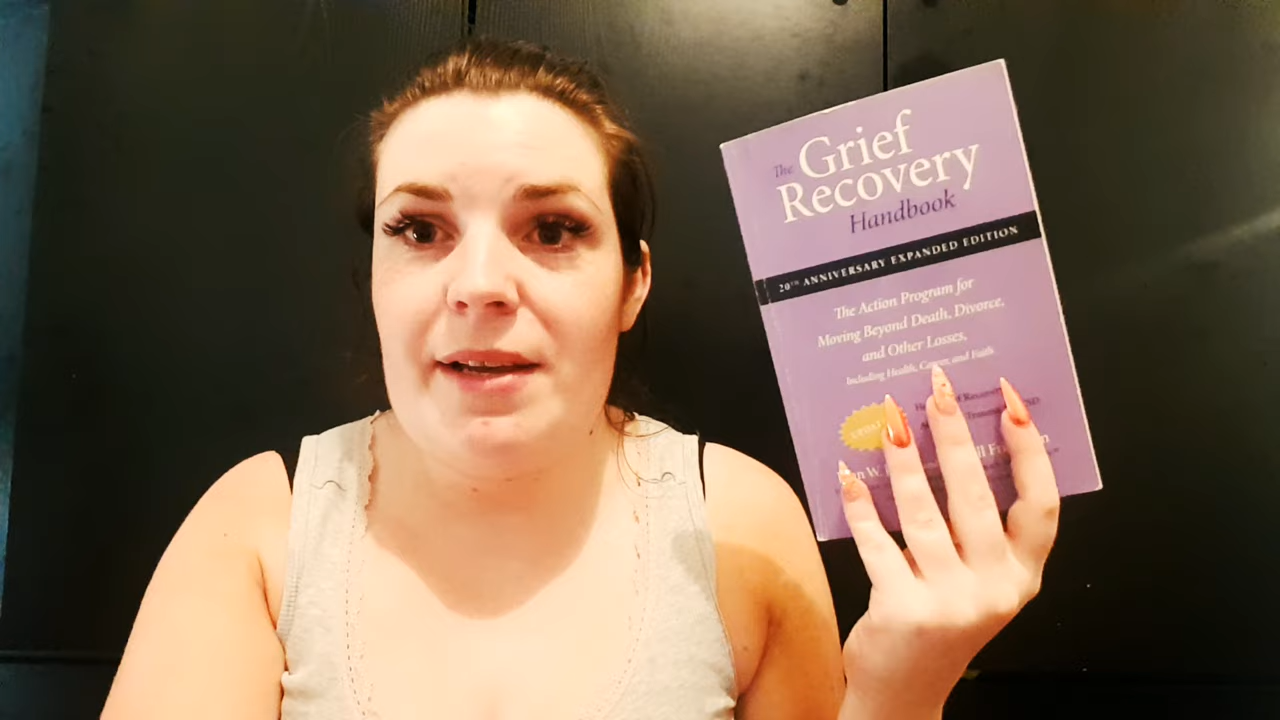 The Grief
Recovery
Handbook
20TH ANNIVERSARY EXPANDED EDITION
The Action Program for
Moving Beyond Death, Divorce,
and Other Losses,
Including Health, Career, and Faith